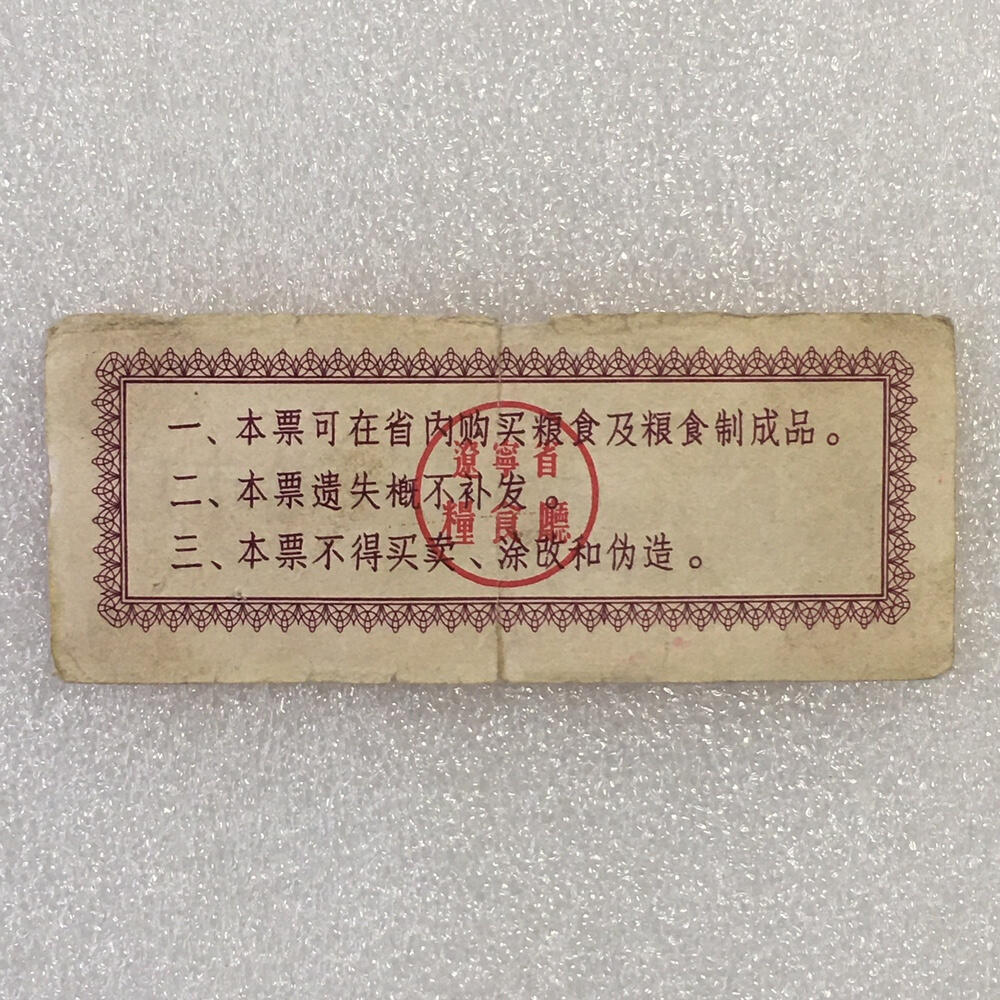 一、本票可在省内购买粮食及粮食制成品。
二、本票遗失概不补发。
三、本票不得买卖、涂改和伪造。
遼寧省
糧食廳